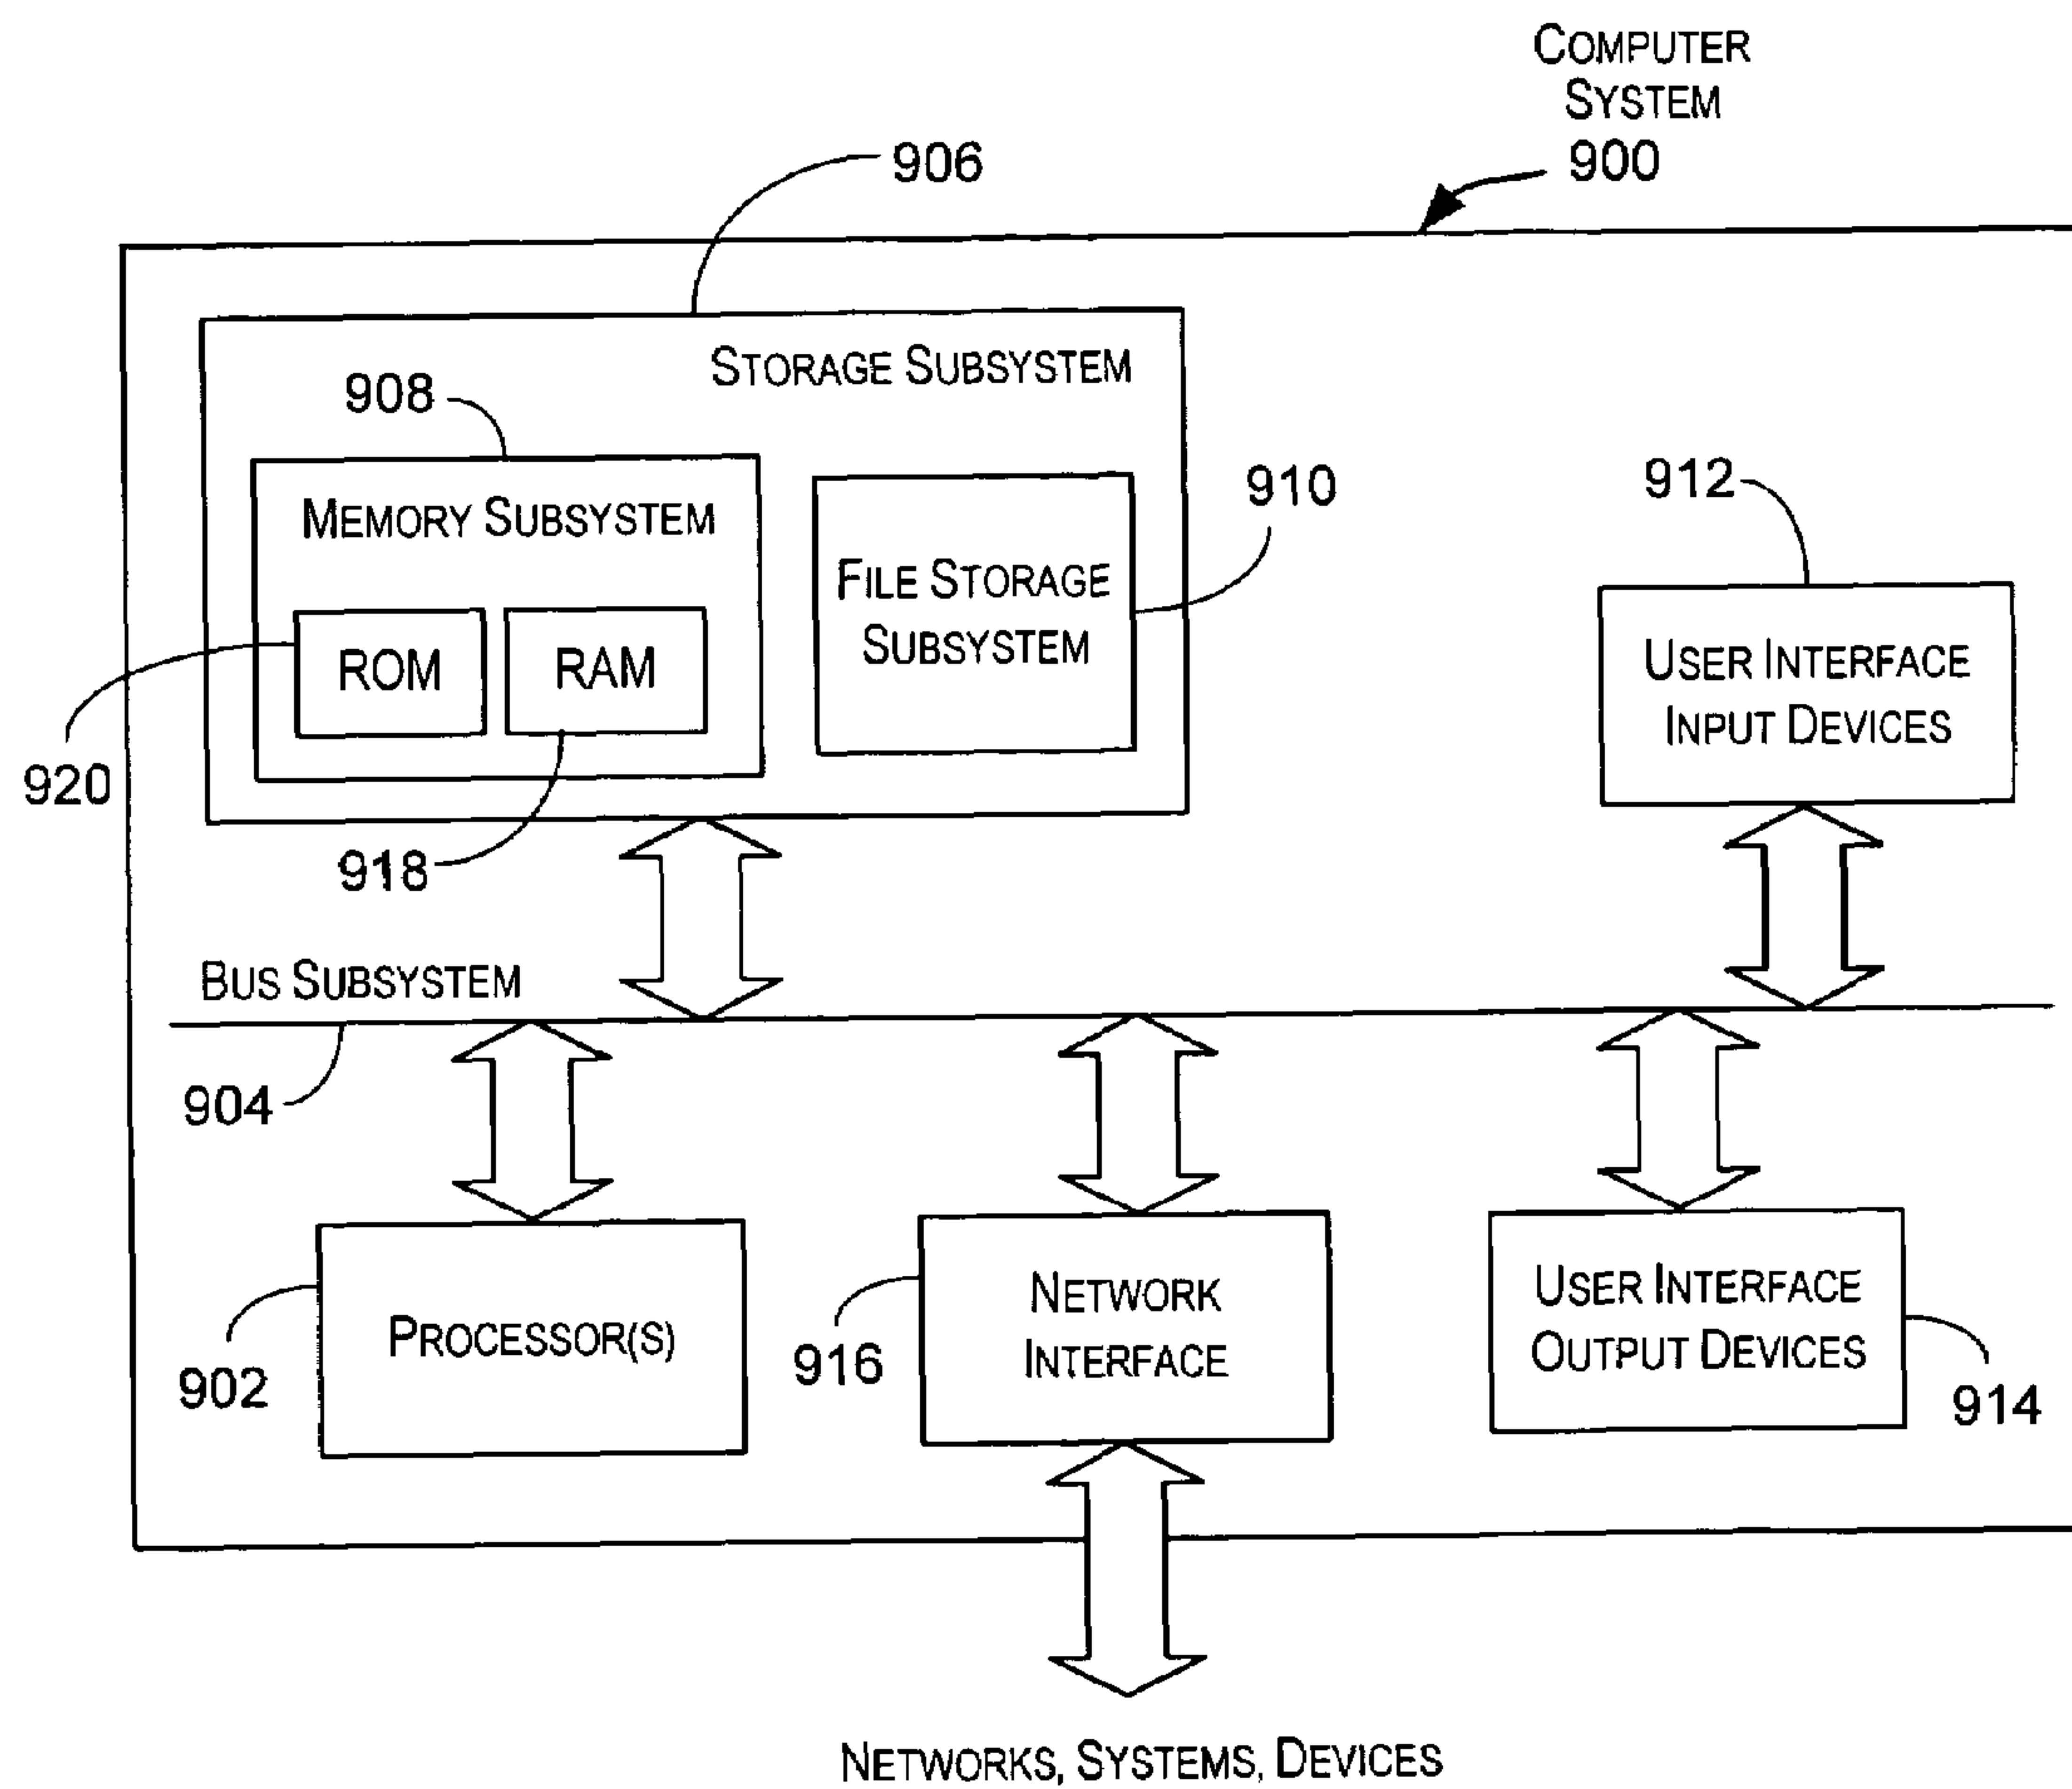 COMPUTER
SYSTEM
900
906
STORAGE SUBSYSTEM
908
MEMORY SUBSYSTEM
910
FILE STORAGE
SUBSYSTEM
ROM
RAM
920
918
912
USER INTERFACE
INPUT DEVICES
BUS SUBSYSTEM
904
PROCESSOR(S)
902
NETWORK
INTERFACE
916
USER INTERFACE
OUTPUT DEVICES
914
NETWORKS, SYSTEMS, DEVICES